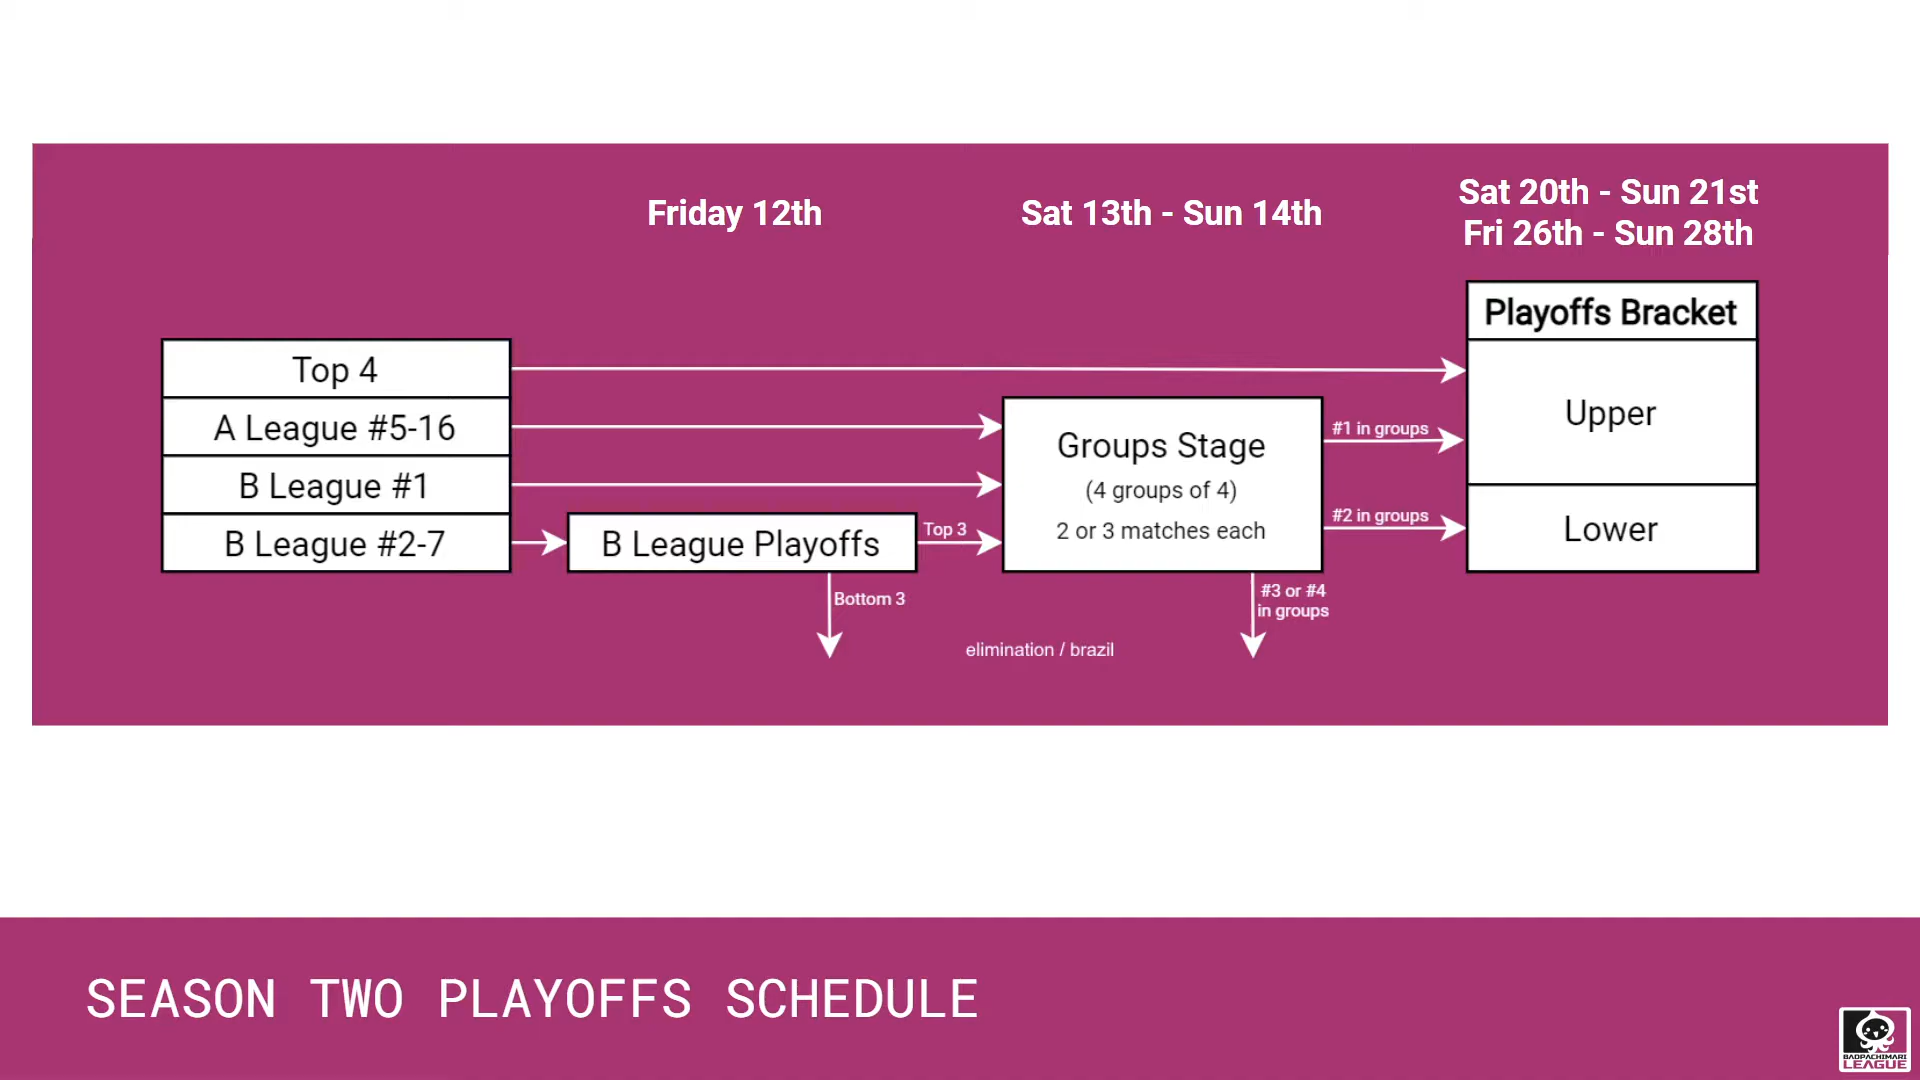 Friday 12th
Sat 13th - Sun 14th
Sat 20th - Sun 21st
Fri 26th - Sun 28th
Playoffs Bracket
Top 4
A League #5-16
B League #1
B League #2-7
B League Playoffs
Top 3
Bottom 3
Groups Stage
(4 groups of 4)
2 or 3 matches each
#1 in groups
#2 in groups
Upper
Lower
#3 or #4
in groups
elimination / brazil
SEASON TWO PLAYOFFS SCHEDULE
BADPACHIMARI
LEAGUE